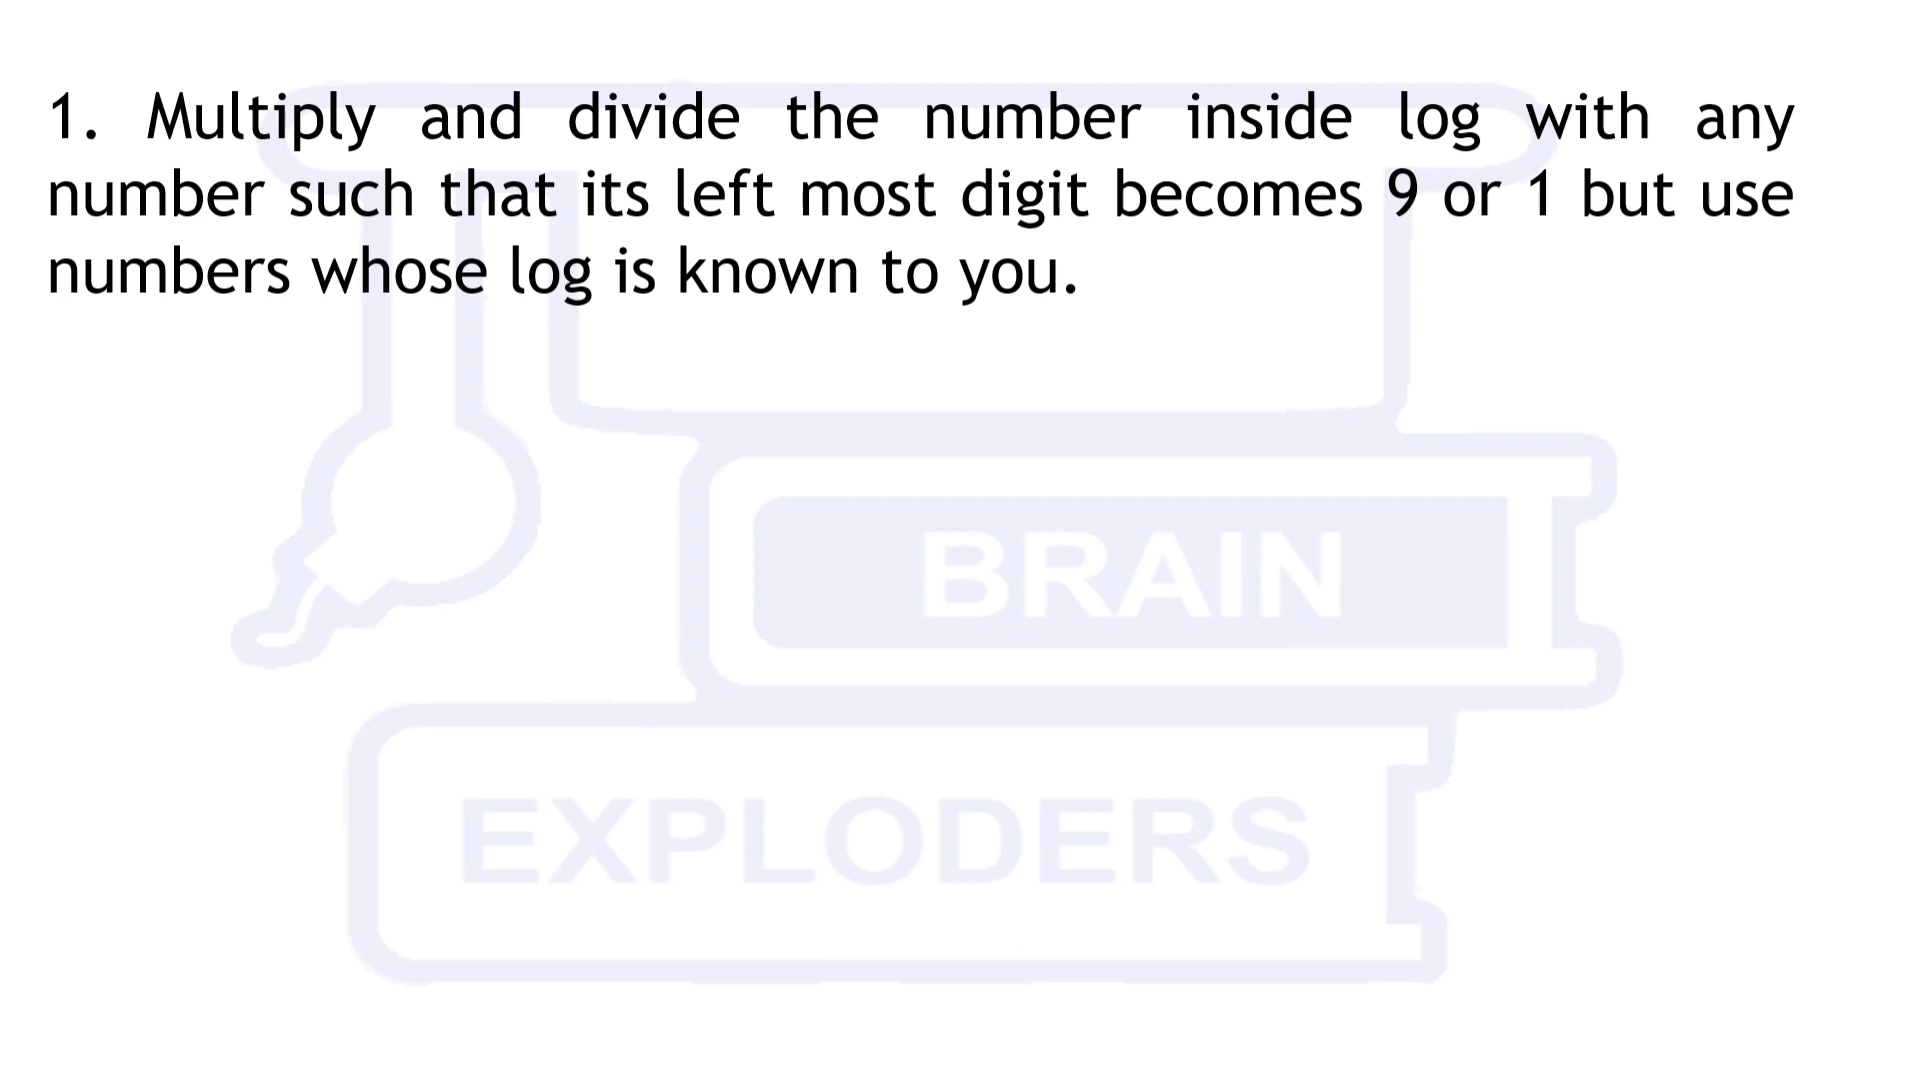 1. Multiply and divide the number inside log with any
number such that its left most digit becomes 9 or 1 but use
numbers whose log is known to you.
BRAIN
EXPLODERS